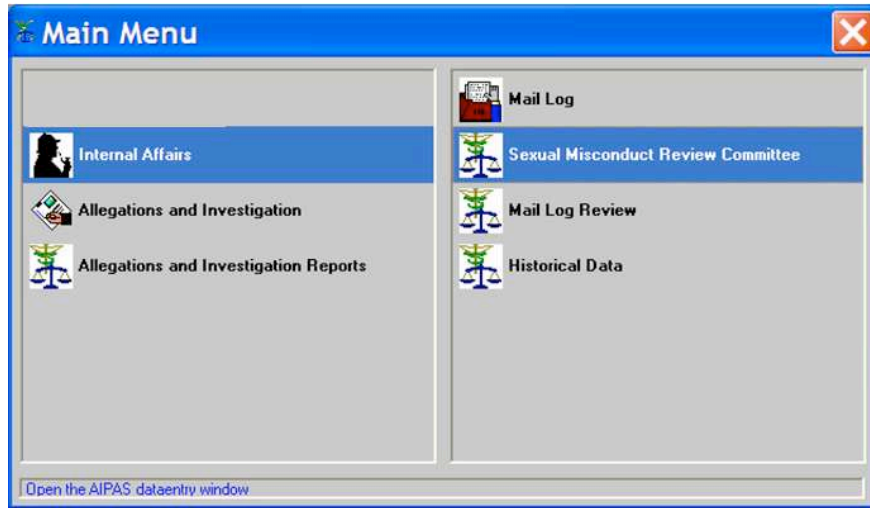 Main Menu
Internal Affairs
Allegations and Investigation
Allegations and Investigation Reports
Mail Log
Sexual Misconduct Review Committee
Mail Log Review
Historical Data
Open the AIPAS dataentry window